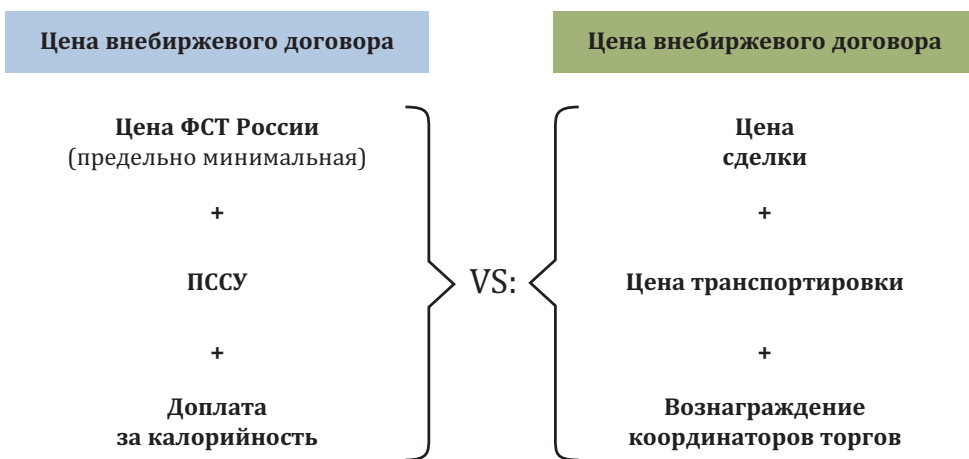 Цена внебиржевого договора
Цена ФСТ России
(предельно минимальная)
+
ПССУ
+
Доплата
за калорийность
VS:
Цена внебиржевого договора
Цена
сделки
+
Цена транспортировки
+
Вознаграждение
координаторов торгов